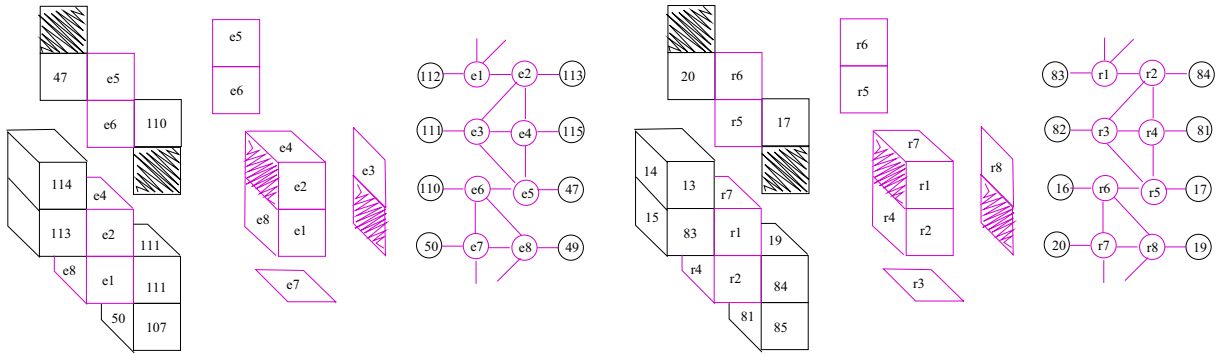 47 e5
e6 110
114
e4
113 e2
111
e8 e1 111
50 107
e5
e6
e4
e2
e8 e1
e3
e7
112 e1 e2 113
111 e3 e4 115
110 e6 e5 47
50 e7 e8 49
20 r6
r5 17
14 13
r7
15 83 r1 19
r4 r2 84
81 85
r6
r5
r7
r1
r4 r2
r8
r3
83 r1 r2 84
82 r3 r4 81
16 r6 r5 17
20 r7 r8 19